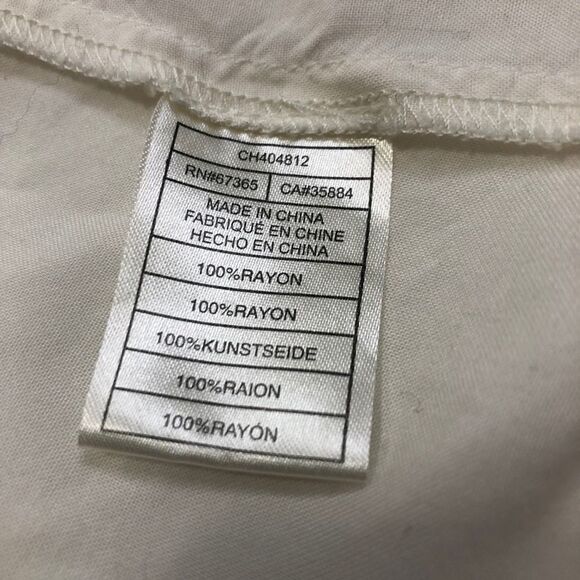 CH404812
RN#67365 CA#35884
MADE IN CHINA
FABRIQUÉ EN CHINE
HECHO EN CHINA
100%RAYON
100%RAYON
100%KUNSTSEIDE
100%RAION
100%RAYÓN